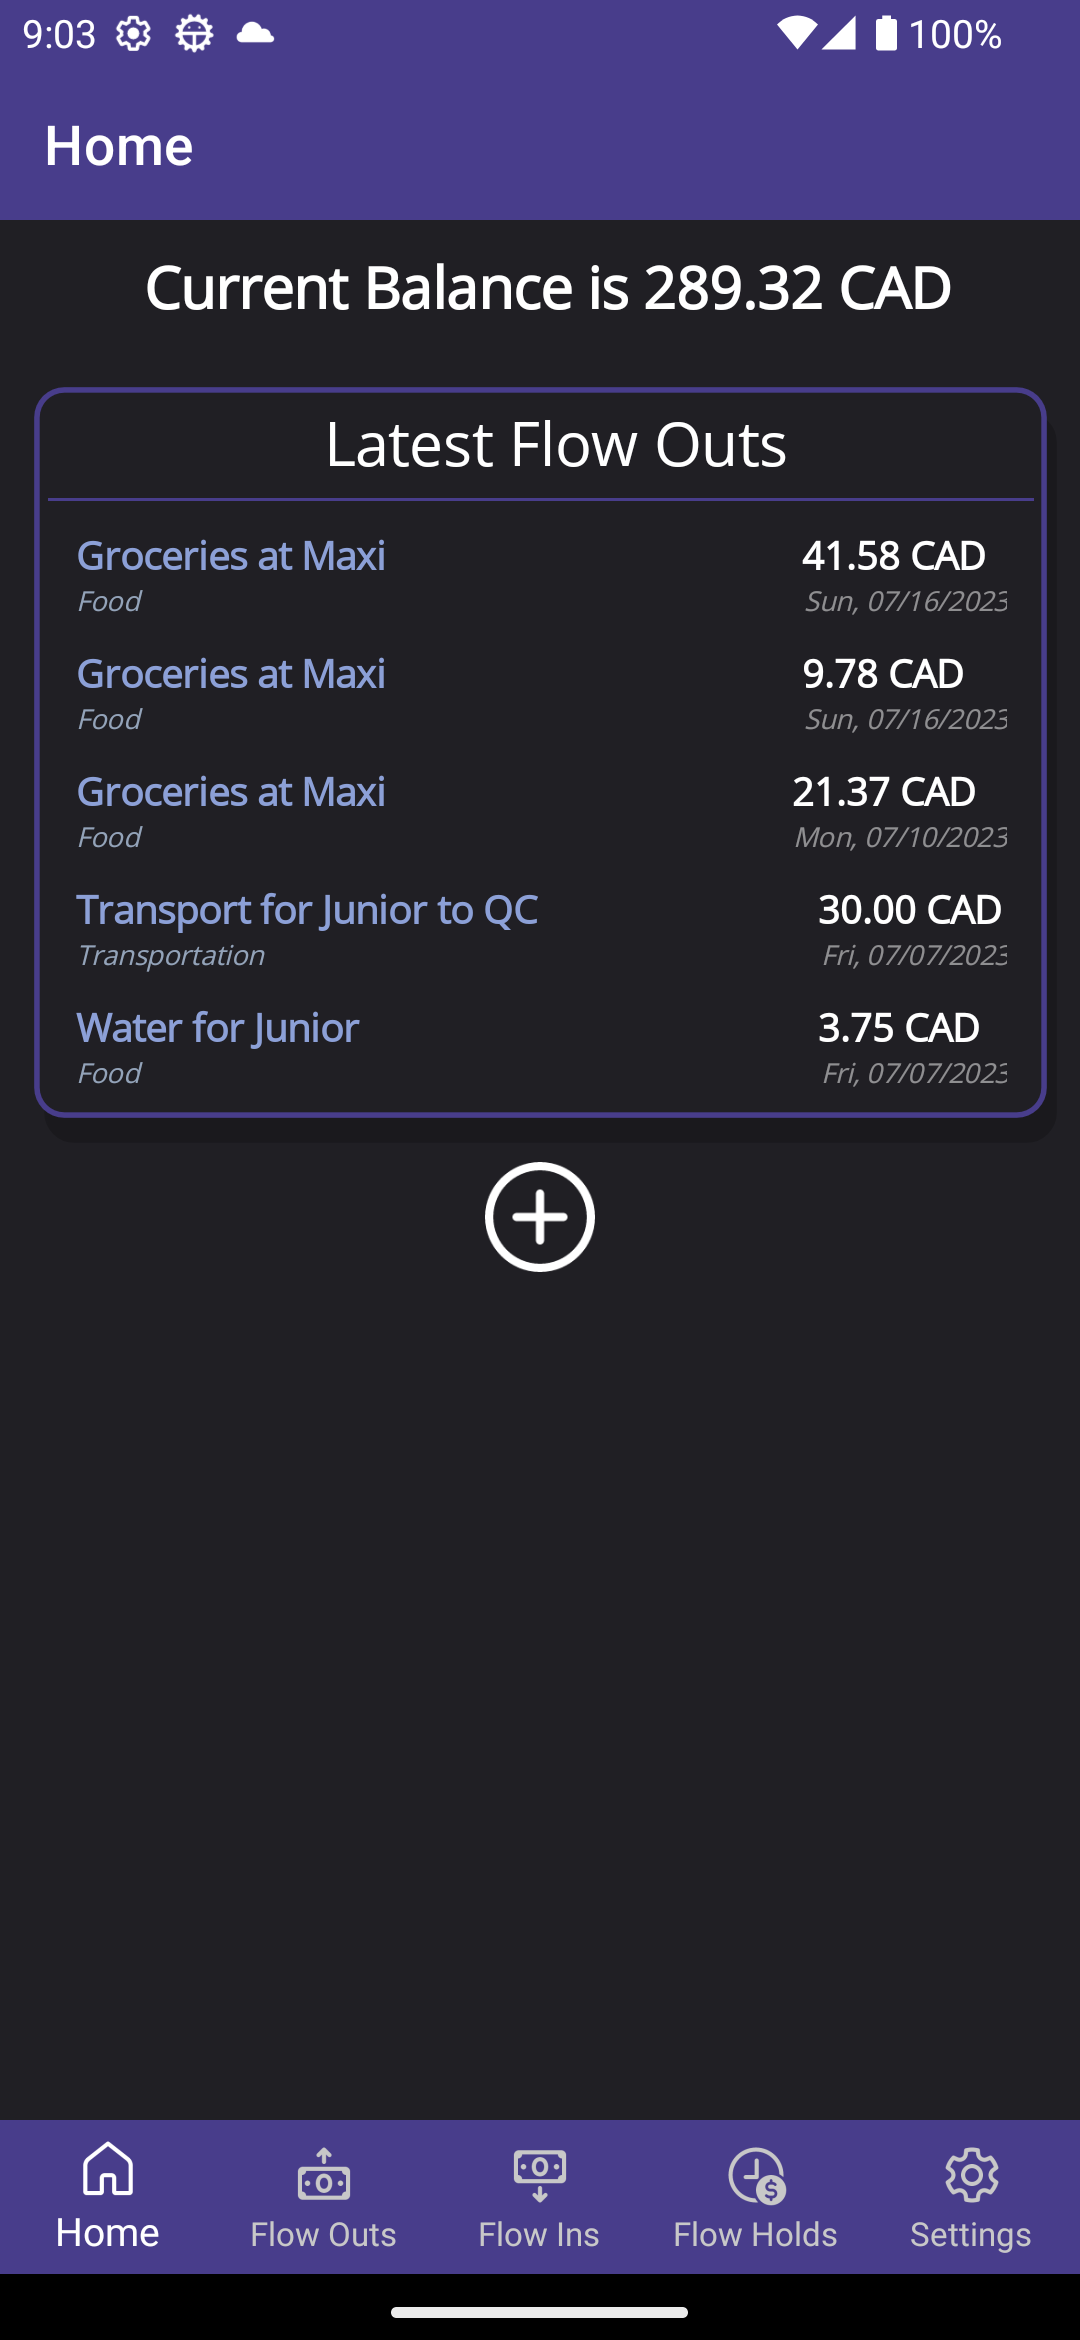 9:03 100%
Home
Current Balance is 289.32 CAD
Latest Flow Outs
Groceries at Maxi 41.58 CAD
Food Sun, 07/16/2023
Groceries at Maxi 9.78 CAD
Food Sun, 07/16/2023
Groceries at Maxi 21.37 CAD
Food Mon, 07/10/2023
Transport for Junior to QC 30.00 CAD
Transportation Fri, 07/07/2023
Water for Junior 3.75 CAD
Food Fri, 07/07/2023
Home Flow Outs Flow Ins Flow Holds Settings